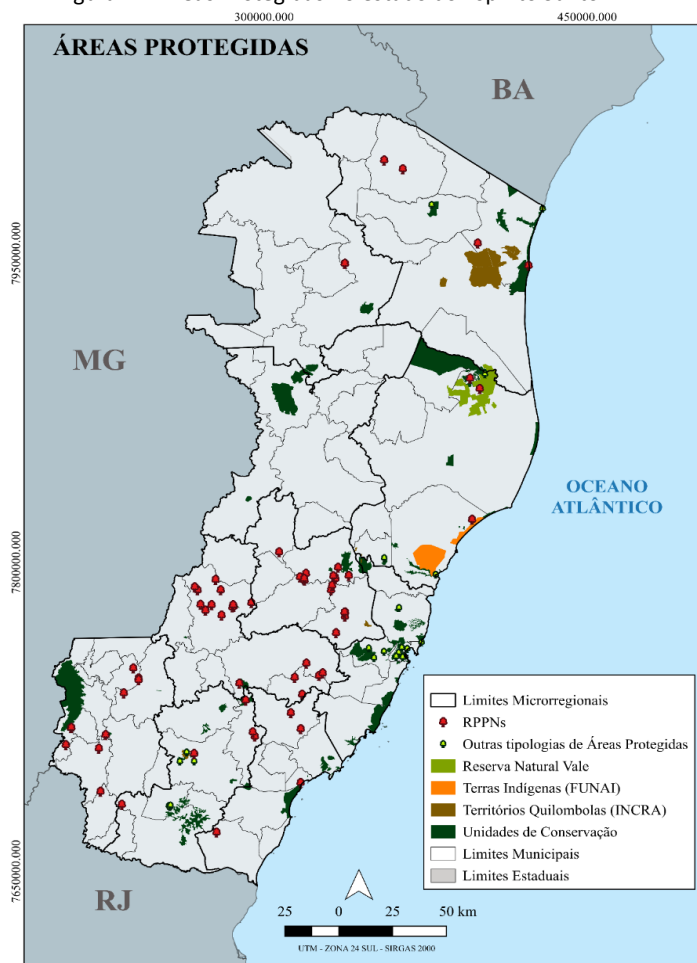 300000.000
450000.000
ÁREAS PROTEGIDAS
BA
7950000.000
MG
OCEANO
ATLÂNTICO
7800000.000
Limites Microrregionais
RPPNs
Outras tipologias de Áreas Protegidas
Reserva Natural Vale
Terras Indígenas (FUNAI)
Territórios Quilombolas (INCRA)
Unidades de Conservação
Limites Municipais
Limites Estaduais
7650000.000
RJ
25 0 25 50 km
UTM - ZONA 24 SUL - SIRGAS 2000